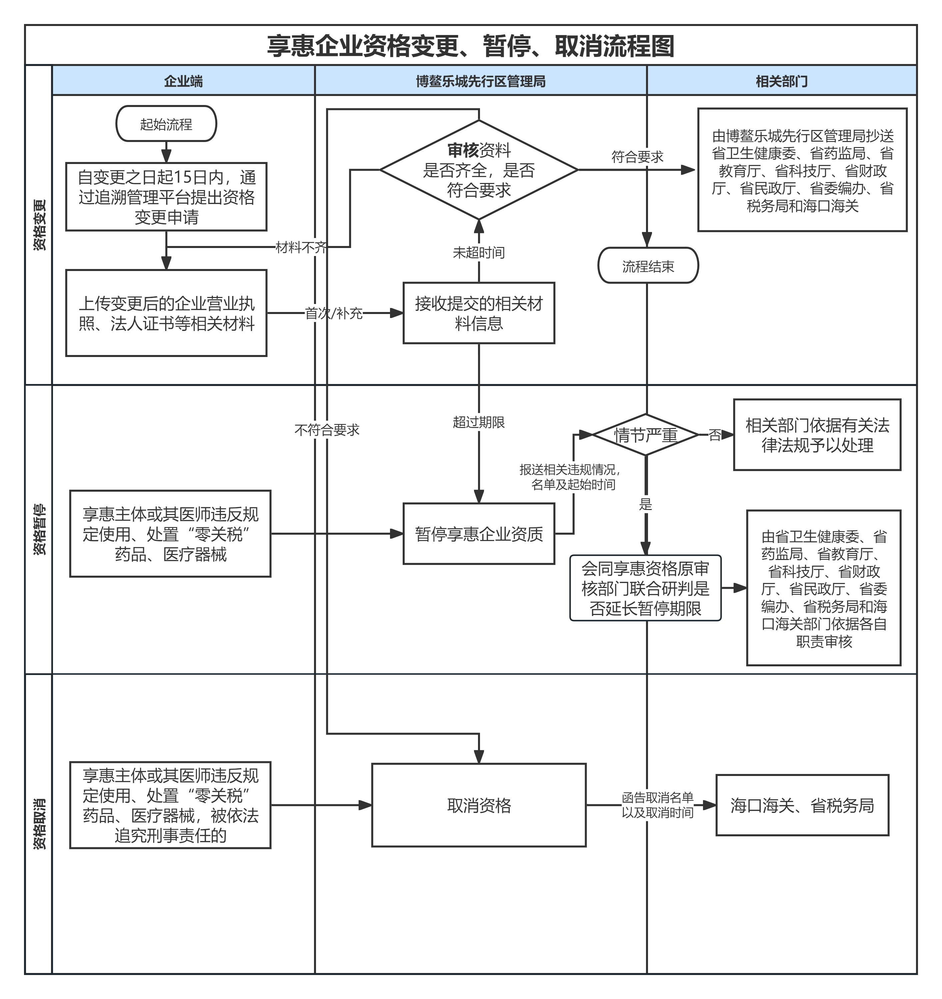 享惠企业资格变更、暂停、取消流程图
企业端
博鳌乐城先行区管理局
相关部门
资格变更
起始流程
自变更之日起15日内，通
过追溯管理平台提出资格
变更申请
材料不齐
上传变更后的企业营业执
照、法人证书等相关材料
首次/补充
审核资料
是否齐全，是否
符合要求
未超时间
接收提交的相关材
料信息
符合要求
由博鳌乐城先行区管理局抄送
省卫生健康委、省药监局、省
教育厅、省科技厅、省财政
厅、省民政厅、省委编办、省
税务局和海口海关
流程结束
资格暂停
不符合要求
超过期限
享惠主体或其医师违反规
定使用、处置“零关税”
药品、医疗器械
暂停享惠企业资质
报送相关违规情况，
名单及起始时间
情节严重
否
相关部门依据有关法
律法规予以处理
是
会同享惠资格原审
核部门联合研判是
否延长暂停期限
由省卫生健康委、省
药监局、省教育厅、
省科技厅、省财政
厅、省民政厅、省委
编办、省税务局和海
口海关部门依据各自
职责审核
资格取消
享惠主体或其医师违反规
定使用、处置“零关税”
药品、医疗器械，被依法
追究刑事责任的
取消资格
函告取消名单
以及取消时间
海口海关、省税务局